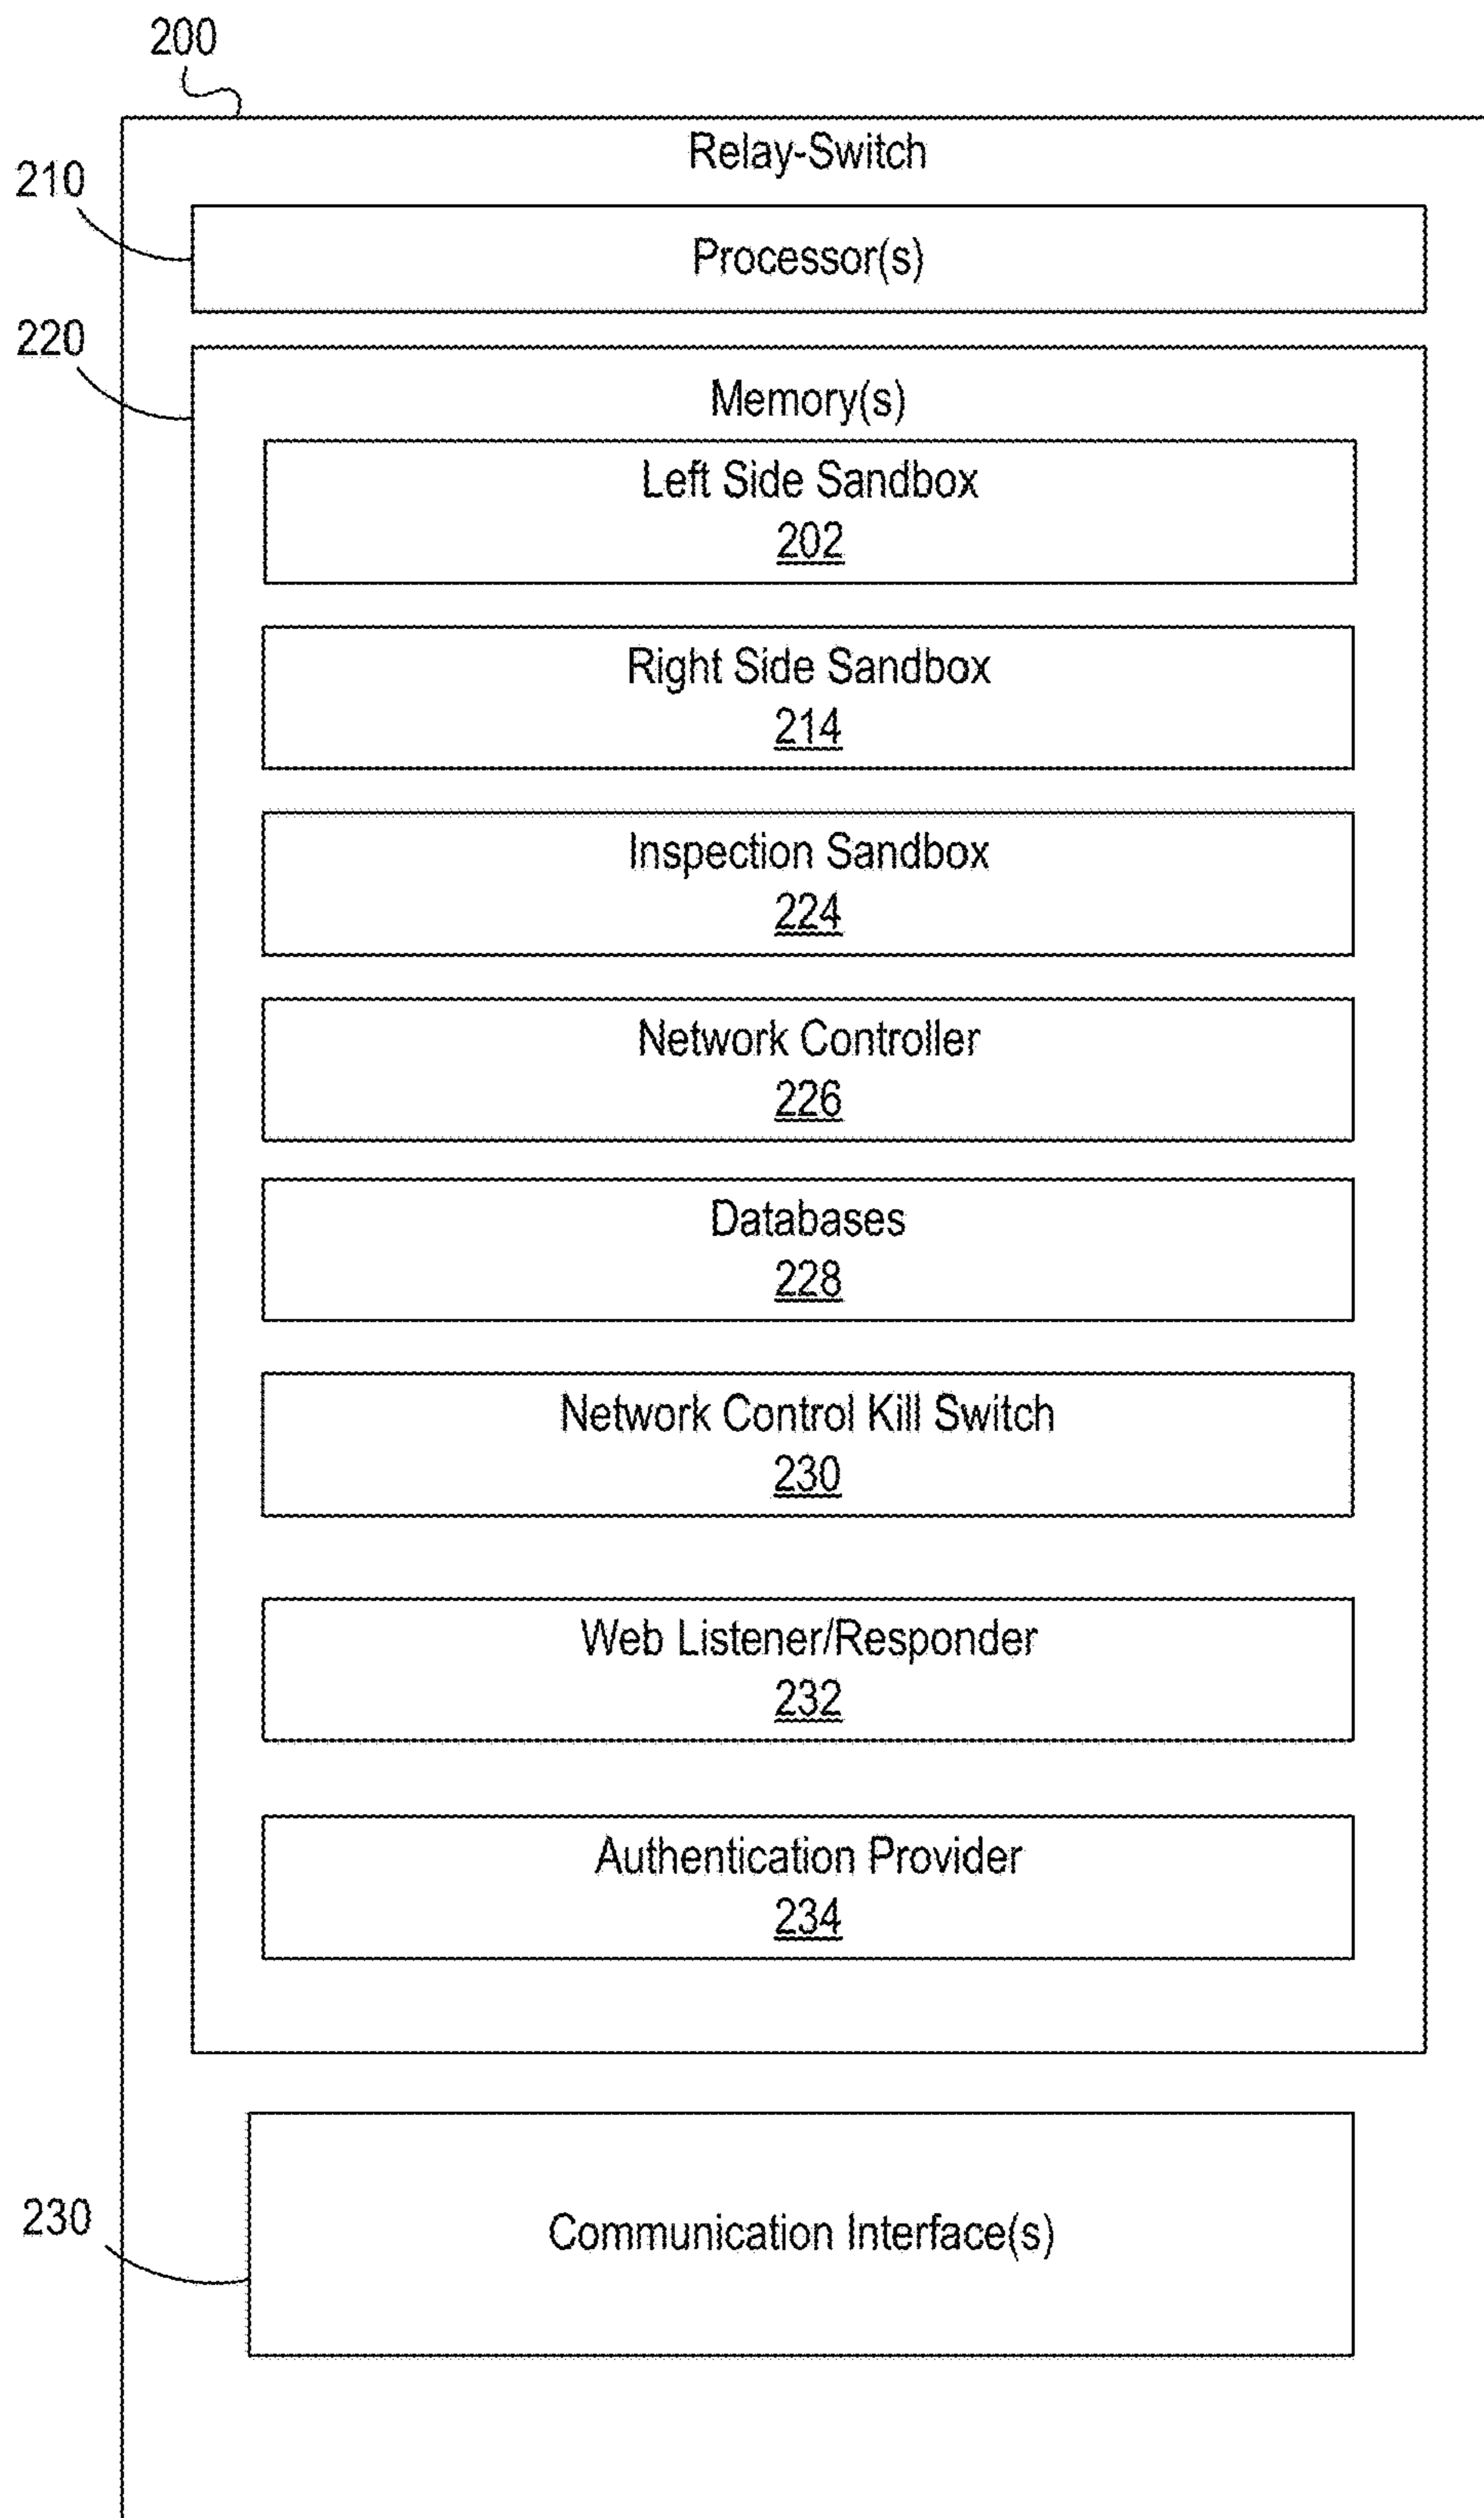 200
Relay-Switch
210
Processor(s)
220
Memory(s)
Left Side Sandbox
202
Right Side Sandbox
214
Inspection Sandbox
224
Network Controller
226
Databases
228
Network Control Kill Switch
230
Web Listener/Responder
232
Authentication Provider
234
230
Communication Interface(s)